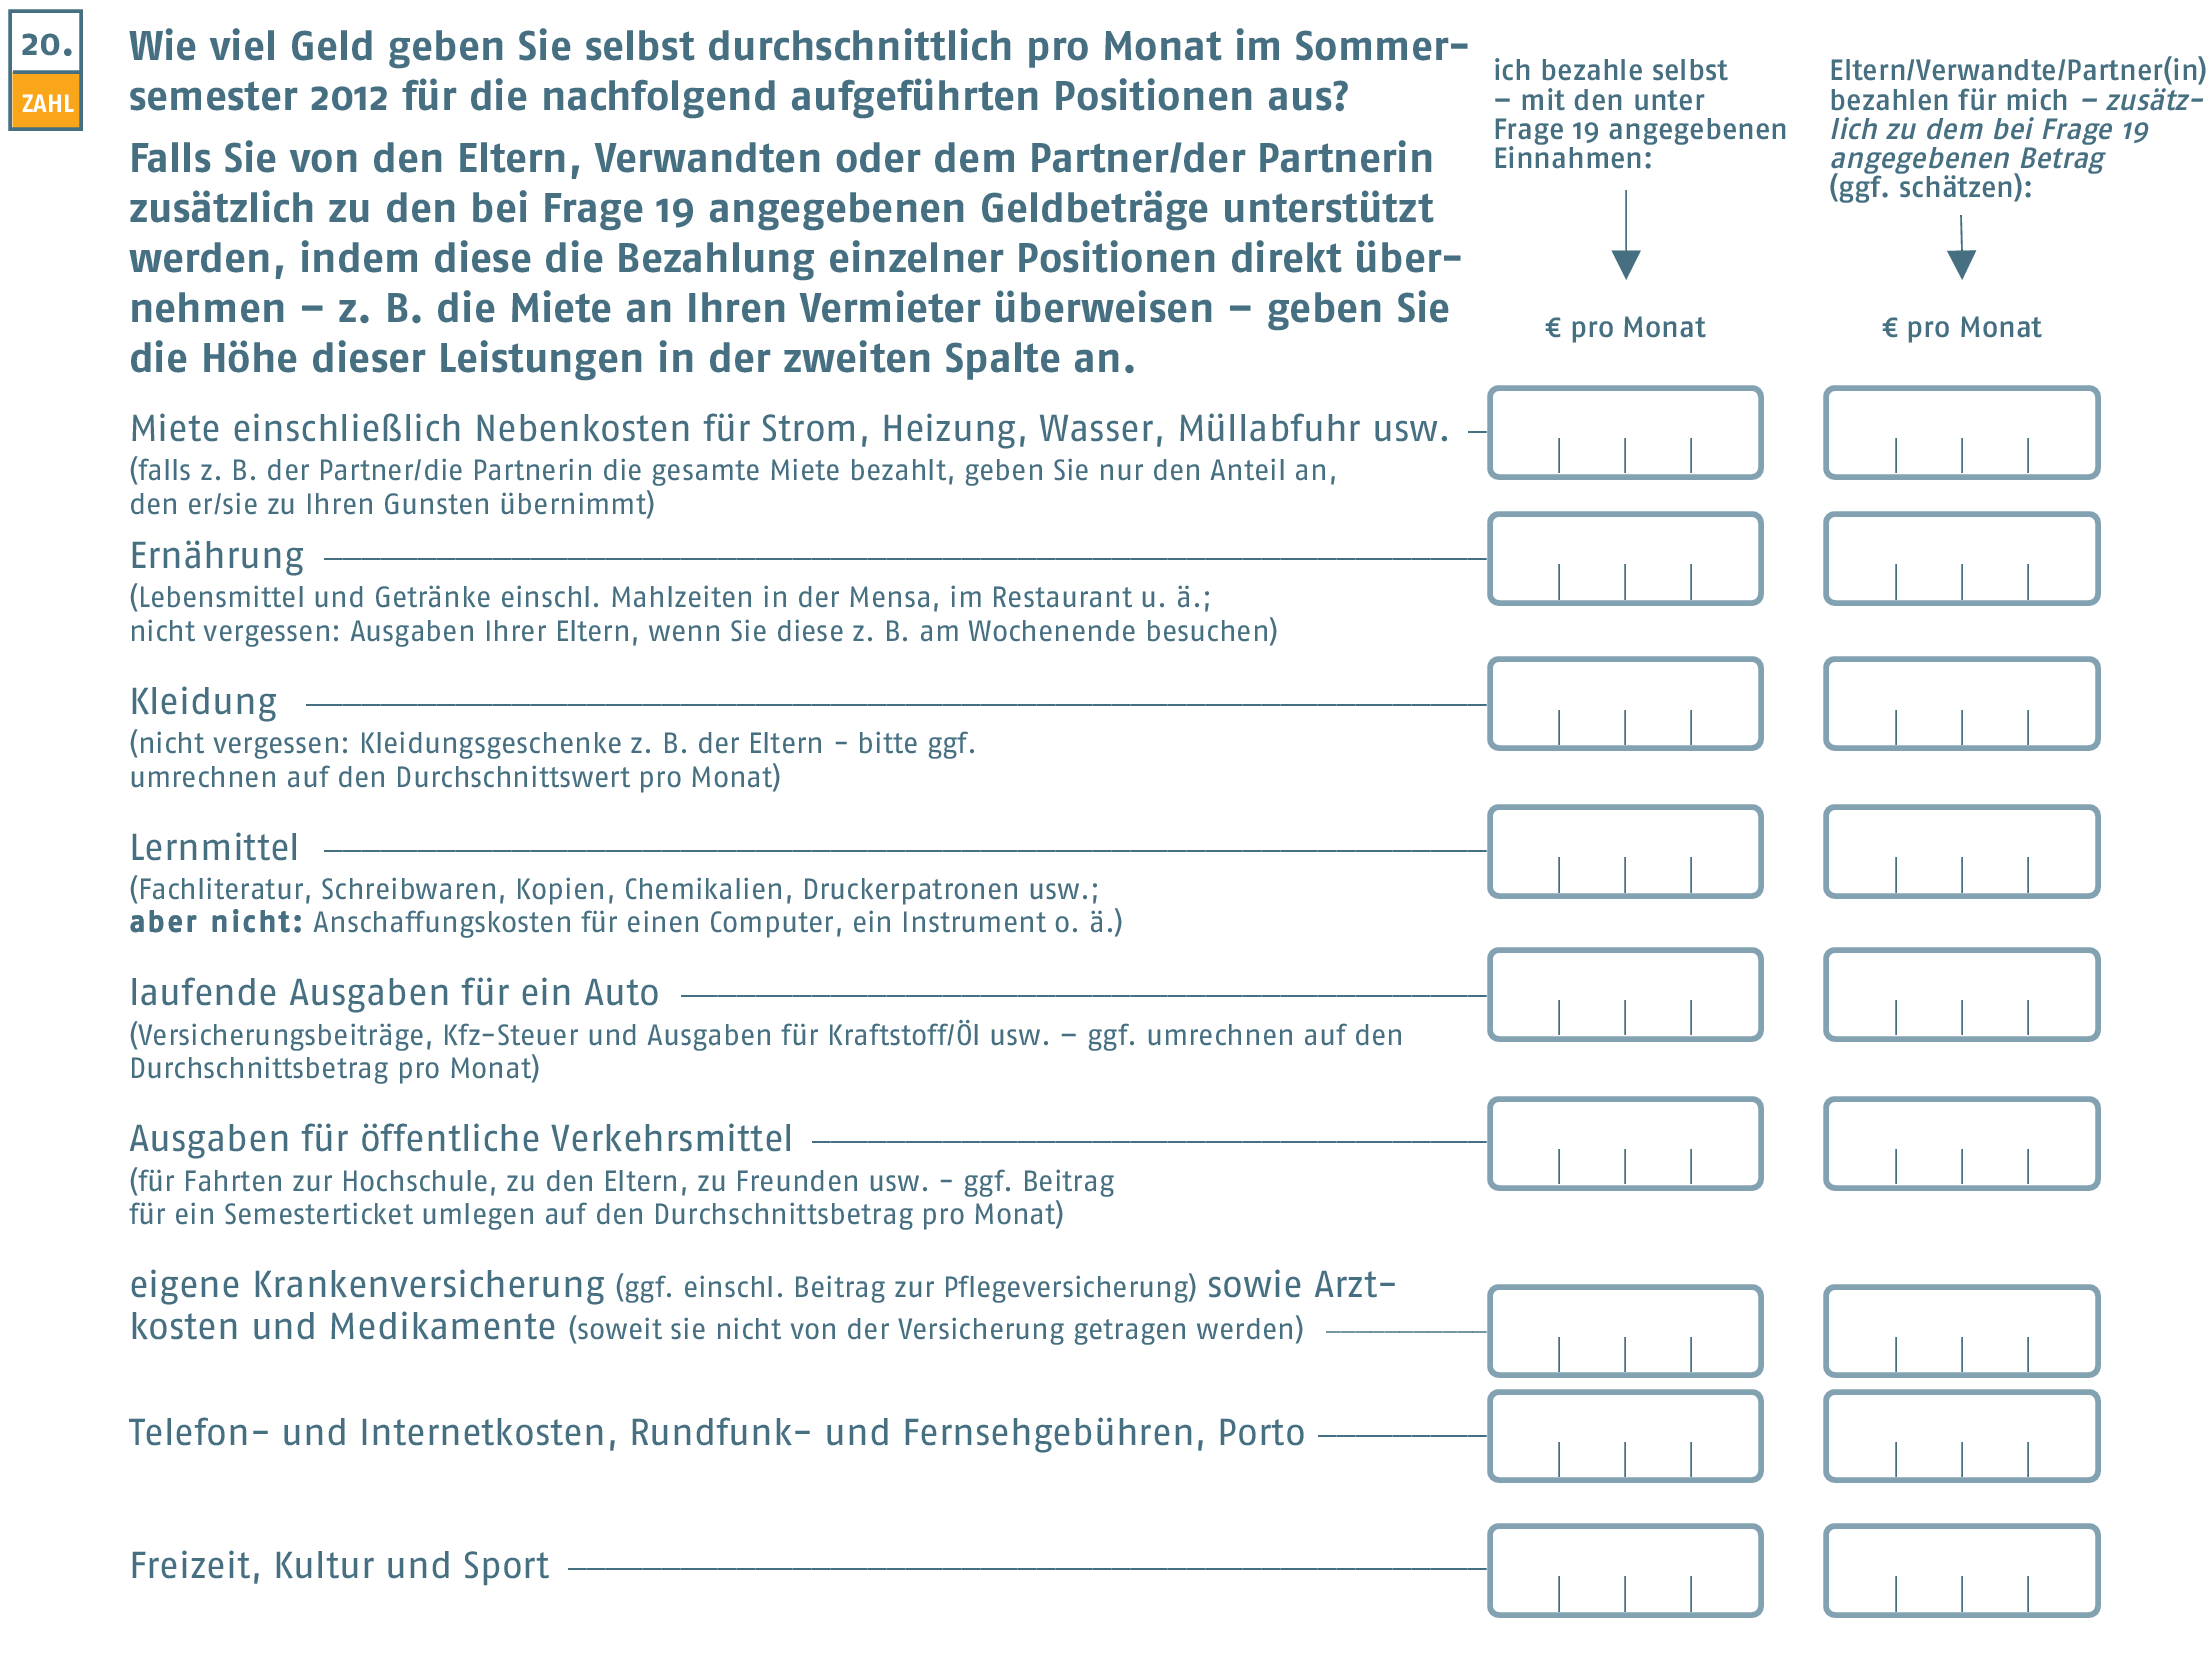 20.
ZAHL
Wie viel Geld geben Sie selbst durchschnittlich pro Monat im Sommer-
semester 2012 für die nachfolgend aufgeführten Positionen aus?
Falls Sie von den Eltern, Verwandten oder dem Partner/der Partnerin
zusätzlich zu den bei Frage 19 angegebenen Geldbeträge unterstützt
werden, indem diese die Bezahlung einzelner Positionen direkt über-
nehmen – z. B. die Miete an Ihren Vermieter überweisen – geben Sie
die Höhe dieser Leistungen in der zweiten Spalte an.
ich bezahle selbst
– mit den unter
Frage 19 angegebenen
Einnahmen:
Eltern/Verwandte/Partner(in)
bezahlen für mich – zusätz-
lich zu dem bei Frage 19
angegebenen Betrag
(ggf. schätzen):
€ pro Monat
€ pro Monat
Miete einschließlich Nebenkosten für Strom, Heizung, Wasser, Müllabfuhr usw.
(falls z. B. der Partner/die Partnerin die gesamte Miete bezahlt, geben Sie nur den Anteil an,
den er/sie zu Ihren Gunsten übernimmt)
Ernährung
(Lebensmittel und Getränke einschl. Mahlzeiten in der Mensa, im Restaurant u. ä.;
nicht vergessen: Ausgaben Ihrer Eltern, wenn Sie diese z. B. am Wochenende besuchen)
Kleidung
(nicht vergessen: Kleidungsgeschenke z. B. der Eltern - bitte ggf.
umrechnen auf den Durchschnittswert pro Monat)
Lernmittel
(Fachliteratur, Schreibwaren, Kopien, Chemikalien, Druckerpatronen usw.;
aber nicht: Anschaffungskosten für einen Computer, ein Instrument o. ä.)
laufende Ausgaben für ein Auto
(Versicherungsbeiträge, Kfz-Steuer und Ausgaben für Kraftstoff/Öl usw. – ggf. umrechnen auf den
Durchschnittsbetrag pro Monat)
Ausgaben für öffentliche Verkehrsmittel
(für Fahrten zur Hochschule, zu den Eltern, zu Freunden usw. - ggf. Beitrag
für ein Semesterticket umlegen auf den Durchschnittsbetrag pro Monat)
eigene Krankenversicherung (ggf. einschl. Beitrag zur Pflegeversicherung) sowie Arzt-
kosten und Medikamente (soweit sie nicht von der Versicherung getragen werden)
Telefon- und Internetkosten, Rundfunk- und Fernsehgebühren, Porto
Freizeit, Kultur und Sport